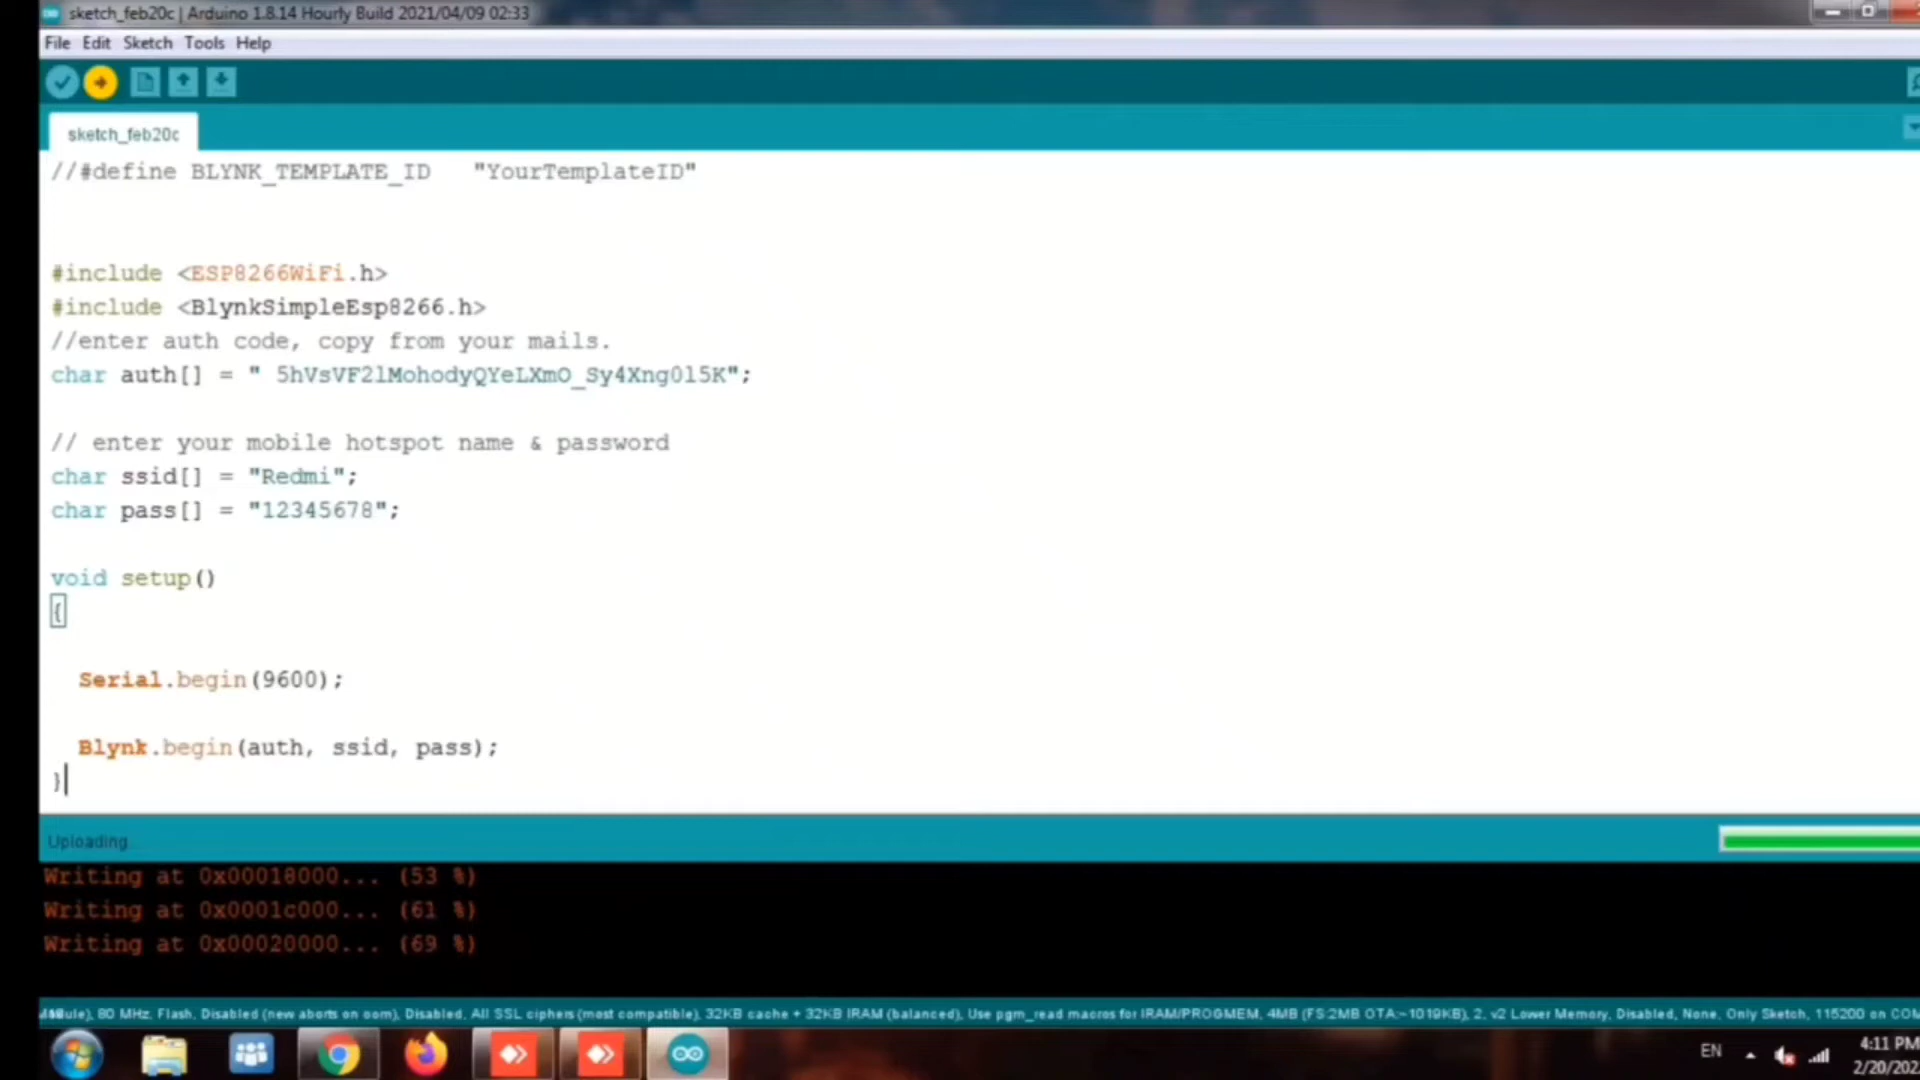 sketch_feb20c | Arduino 1.8.14 Hourly Build 2021/04/09 02:33
File Edit Sketch Tools Help
sketch_feb20c
//#define BLYNK_TEMPLATE_ID "YourTemplateID"
#include <ESP8266WiFi.h>
#include <BlynkSimpleEsp8266.h>
//enter auth code, copy from your mails.
char auth[] = " 5hVsVF2lMohodyQYeLXmO_Sy4Xng0l5K";
// enter your mobile hotspot name & password
char ssid[] = "Redmi";
char pass[] = "12345678";
void setup()
{
Serial.begin(9600);
Blynk.begin(auth, ssid, pass);
}
Uploading...
Writing at 0x00018000... (53 %)
Writing at 0x0001c000... (61 %)
Writing at 0x00020000... (69 %)
80 MHz, Flash, Disabled (new aborts on oom), Disabled, All SSL ciphers (most compatible), 32KB cache + 32KB IRAM (balanced), Use pgm_read macros for IRAM/PROGMEM, 4MB (FS:2MB OTA:~1019KB), 2, v2 Lower Memory, Disabled, None, Only Sketch, 115200 on COM
EN
4:11 PM
2/20/202